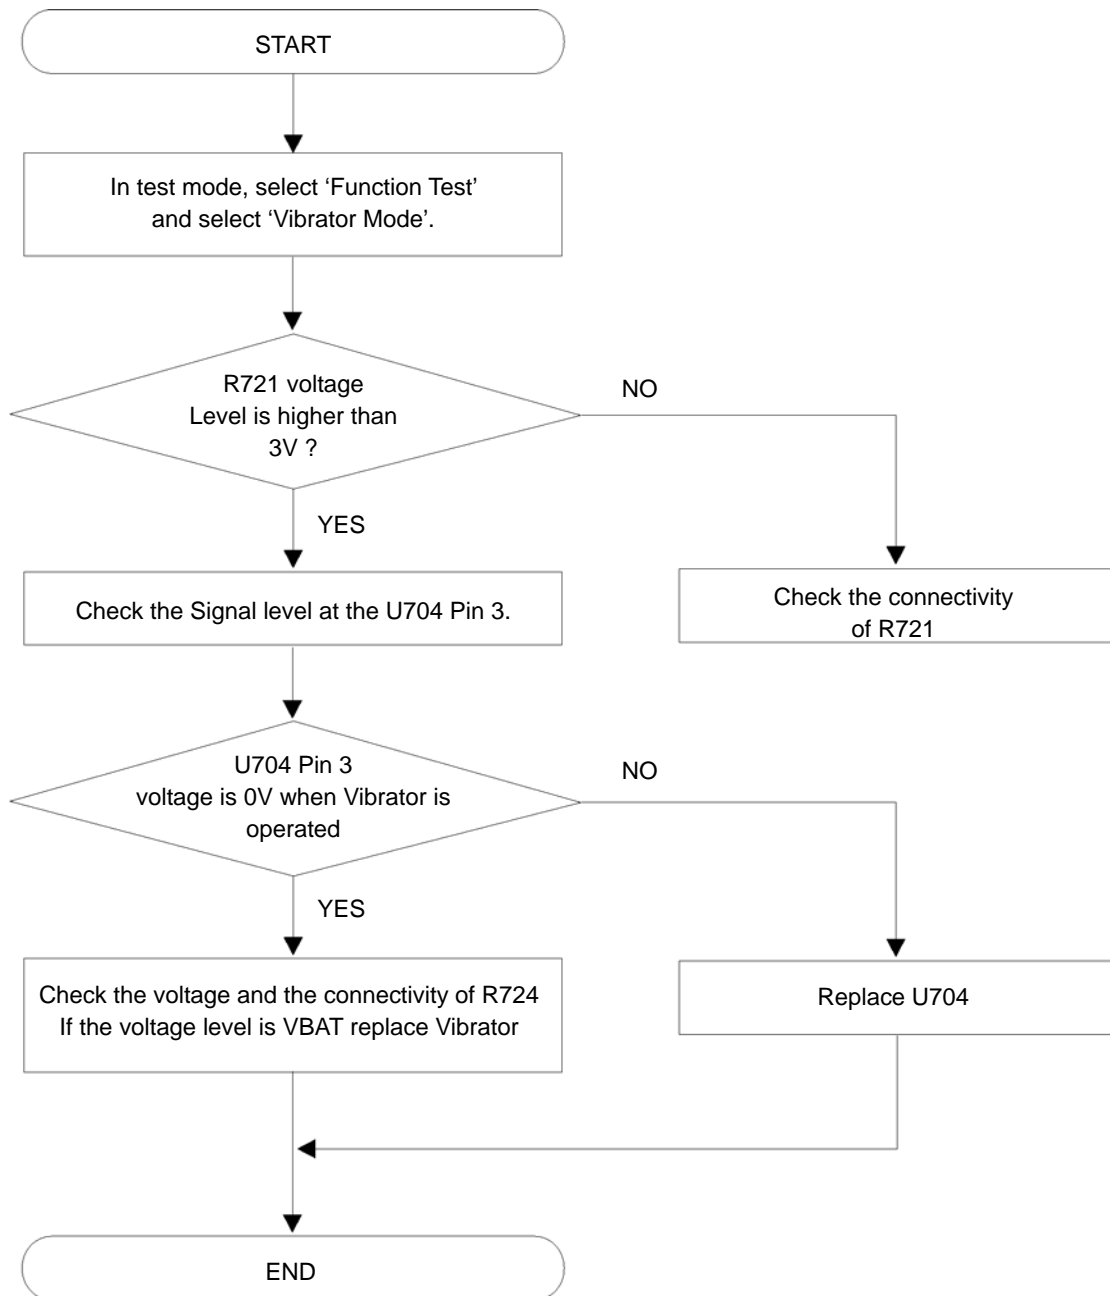 START
In test mode, select ‘Function Test’
and select ‘Vibrator Mode’.
R721 voltage
Level is higher than
3V ?
NO
YES
Check the Signal level at the U704 Pin 3.
Check the connectivity
of R721
U704 Pin 3
voltage is 0V when Vibrator is
operated
NO
YES
Check the voltage and the connectivity of R724
If the voltage level is VBAT replace Vibrator
Replace U704
END